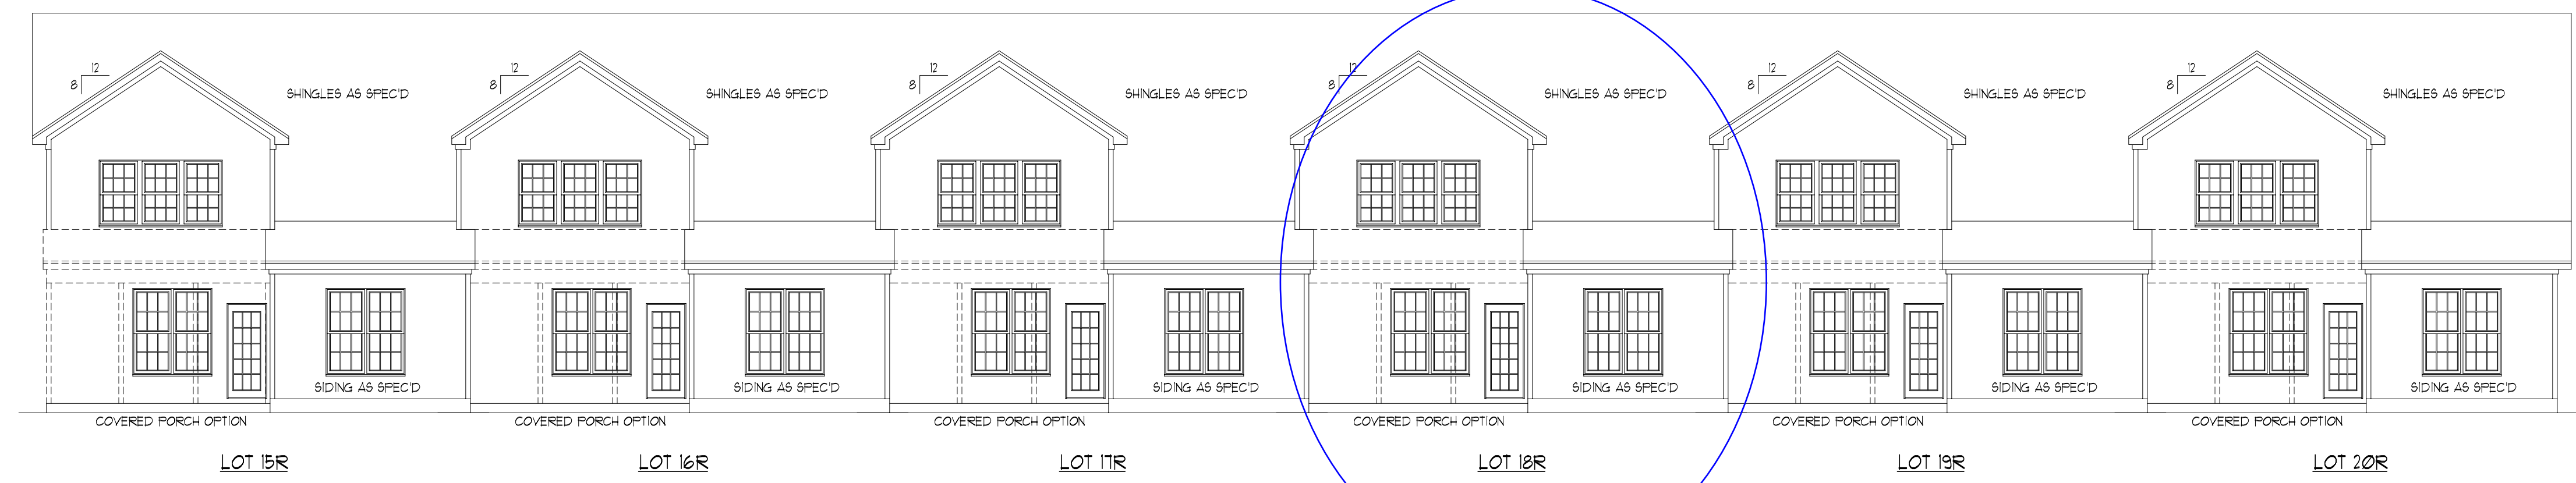 12 12 12 12 12 12
8 8 8 8 8 8
SHINGLES AS SPEC'D SHINGLES AS SPEC'D SHINGLES AS SPEC'D SHINGLES AS SPEC'D SHINGLES AS SPEC'D SHINGLES AS SPEC'D
SIDING AS SPEC'D SIDING AS SPEC'D SIDING AS SPEC'D SIDING AS SPEC'D SIDING AS SPEC'D SIDING AS SPEC'D
COVERED PORCH OPTION COVERED PORCH OPTION COVERED PORCH OPTION COVERED PORCH OPTION COVERED PORCH OPTION COVERED PORCH OPTION
LOT 15R LOT 16R LOT 17R LOT 18R LOT 19R LOT 20R